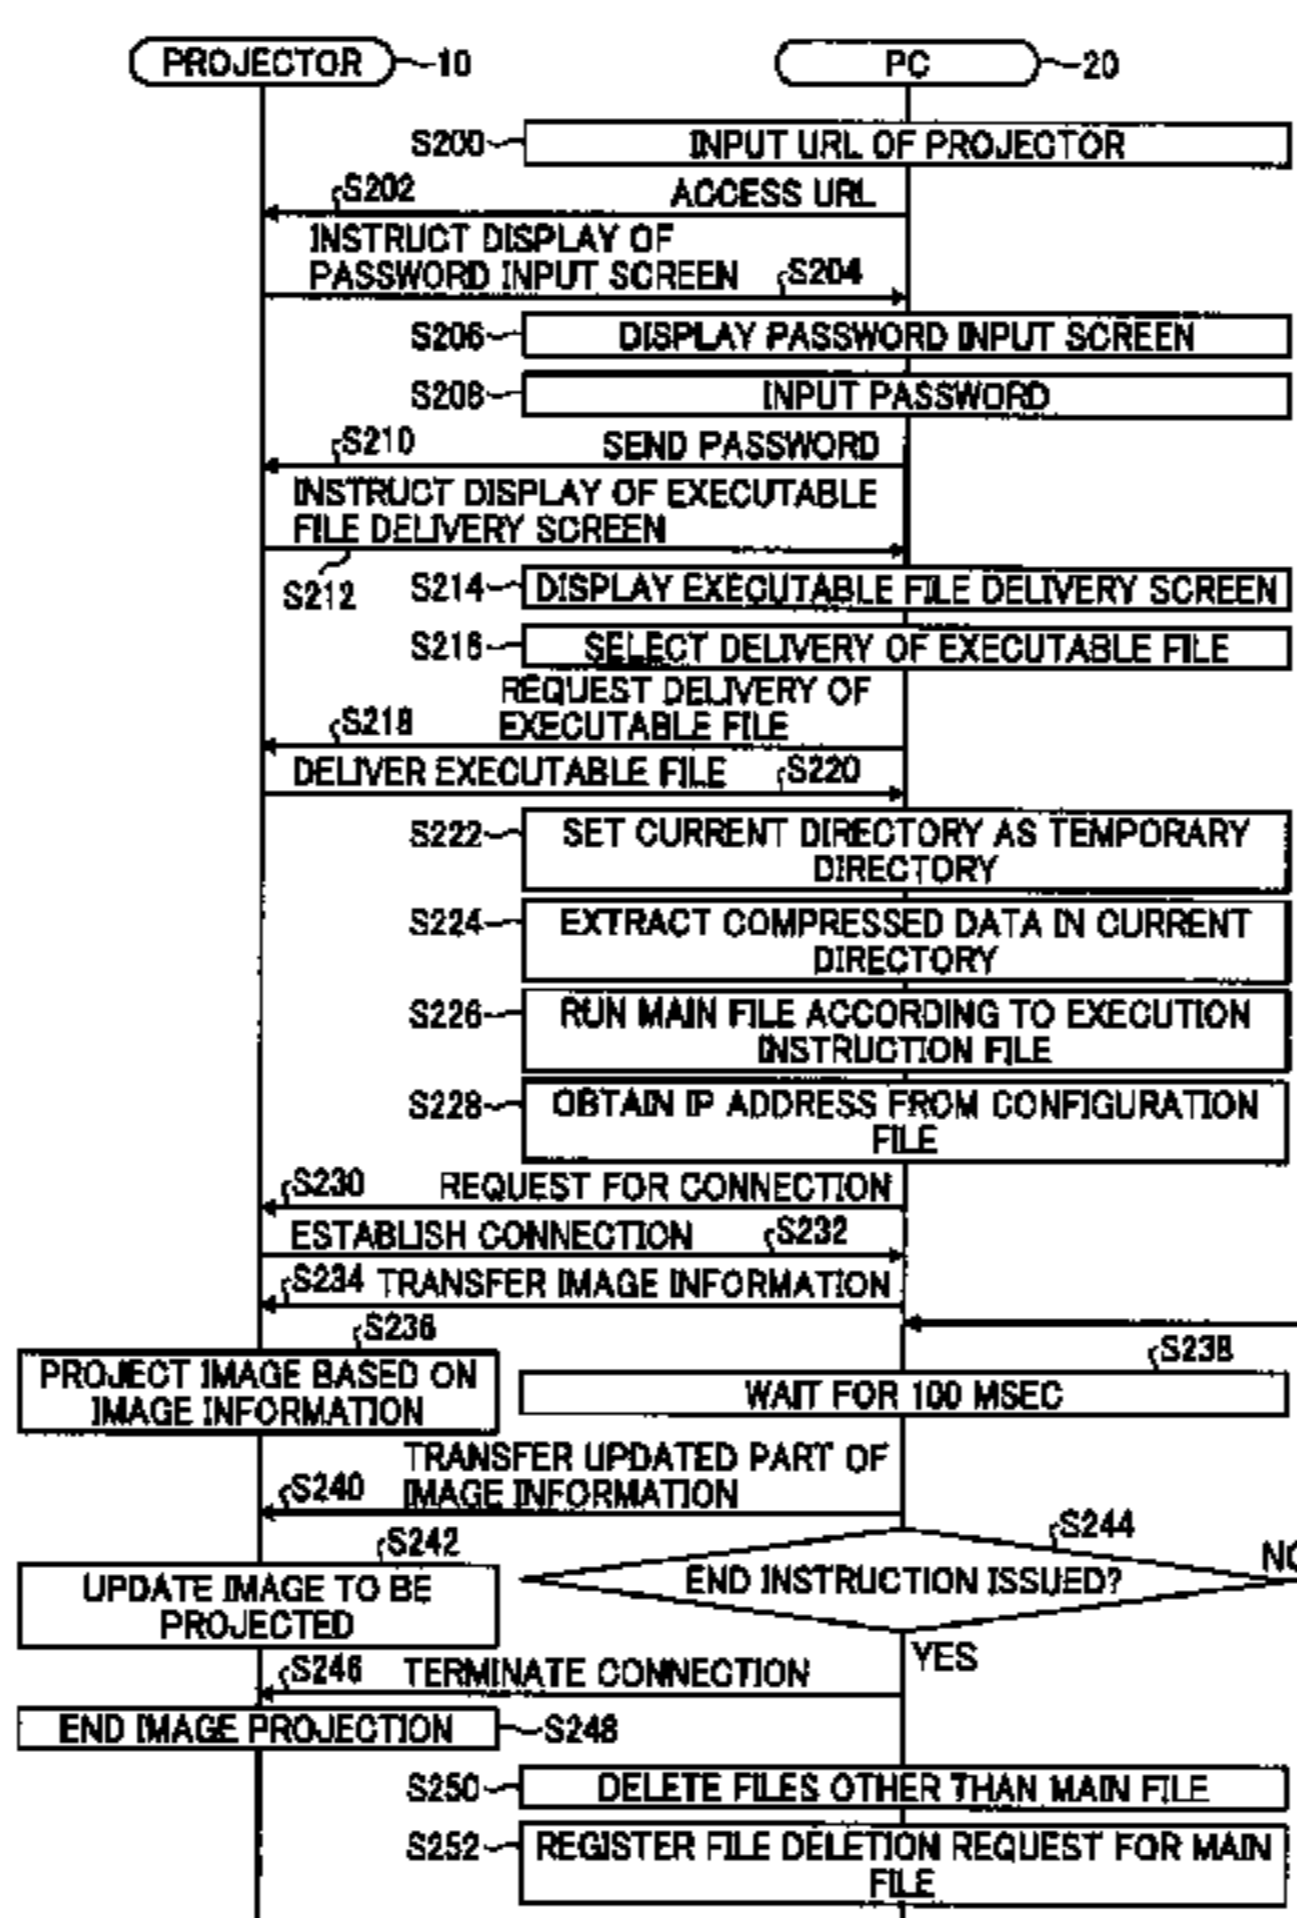 PROJECTOR 10
PC 20
S200 INPUT URL OF PROJECTOR
S202 ACCESS URL
INSTRUCT DISPLAY OF
PASSWORD INPUT SCREEN S204
S206 DISPLAY PASSWORD INPUT SCREEN
S208 INPUT PASSWORD
S210 SEND PASSWORD
INSTRUCT DISPLAY OF EXECUTABLE
FILE DELIVERY SCREEN
S212
S214 DISPLAY EXECUTABLE FILE DELIVERY SCREEN
S216 SELECT DELIVERY OF EXECUTABLE FILE
REQUEST DELIVERY OF
S218 EXECUTABLE FILE
DELIVER EXECUTABLE FILE S220
S222 SET CURRENT DIRECTORY AS TEMPORARY
DIRECTORY
S224 EXTRACT COMPRESSED DATA IN CURRENT
DIRECTORY
S226 RUN MAIN FILE ACCORDING TO EXECUTION
INSTRUCTION FILE
S228 OBTAIN IP ADDRESS FROM CONFIGURATION
FILE
S230 REQUEST FOR CONNECTION
ESTABLISH CONNECTION S232
S234 TRANSFER IMAGE INFORMATION
S236
PROJECT IMAGE BASED ON
IMAGE INFORMATION
S238
WAIT FOR 100 MSEC
TRANSFER UPDATED PART OF
S240 IMAGE INFORMATION
S242
UPDATE IMAGE TO BE
PROJECTED
S244
END INSTRUCTION ISSUED?
NO
YES
S246 TERMINATE CONNECTION
END IMAGE PROJECTION S248
S250 DELETE FILES OTHER THAN MAIN FILE
S252 REGISTER FILE DELETION REQUEST FOR MAIN
FILE